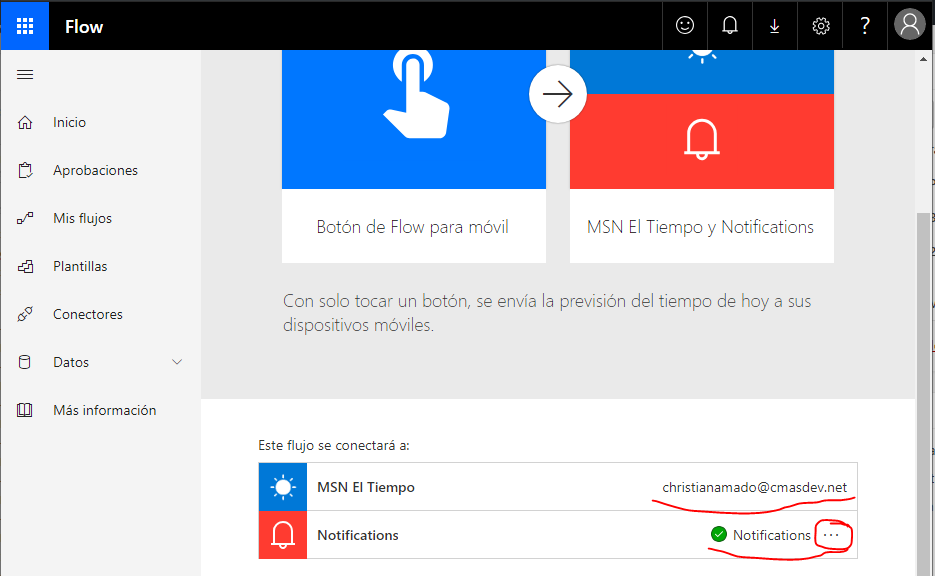 Flow
?
Inicio
Aprobaciones
Mis flujos
Plantillas
Conectores
Datos
Más información
Botón de Flow para móvil
MSN El Tiempo y Notifications
Con solo tocar un botón, se envía la previsión del tiempo de hoy a sus
dispositivos móviles.
Este flujo se conectará a:
MSN El Tiempo
christianamado@cmasdev.net
Notifications
Notifications ...